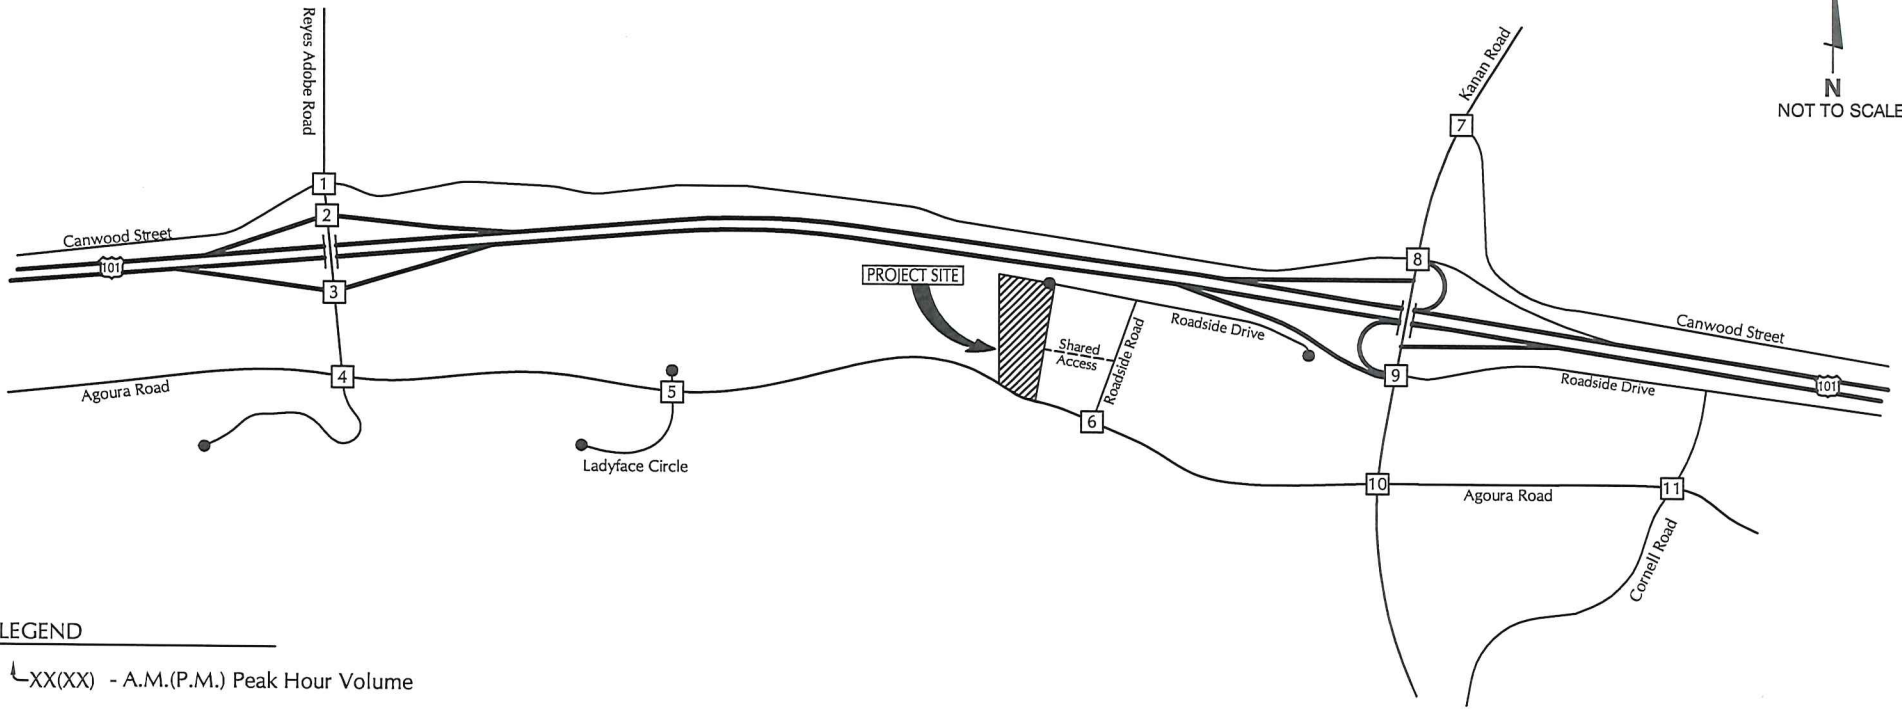 Reyes Adobe Road
Kanan Road
N
NOT TO SCALE
7
1
2
Canwood Street
101
3
8
PROJECT SITE
Roadside Drive
Canwood Street
Shared
Access
Roadside Road
4
5
9
Agoura Road
Roadside Drive
101
6
Ladyface Circle
10
Agoura Road
11
Cornell Road
LEGEND
XX(XX) - A.M.(P.M.) Peak Hour Volume